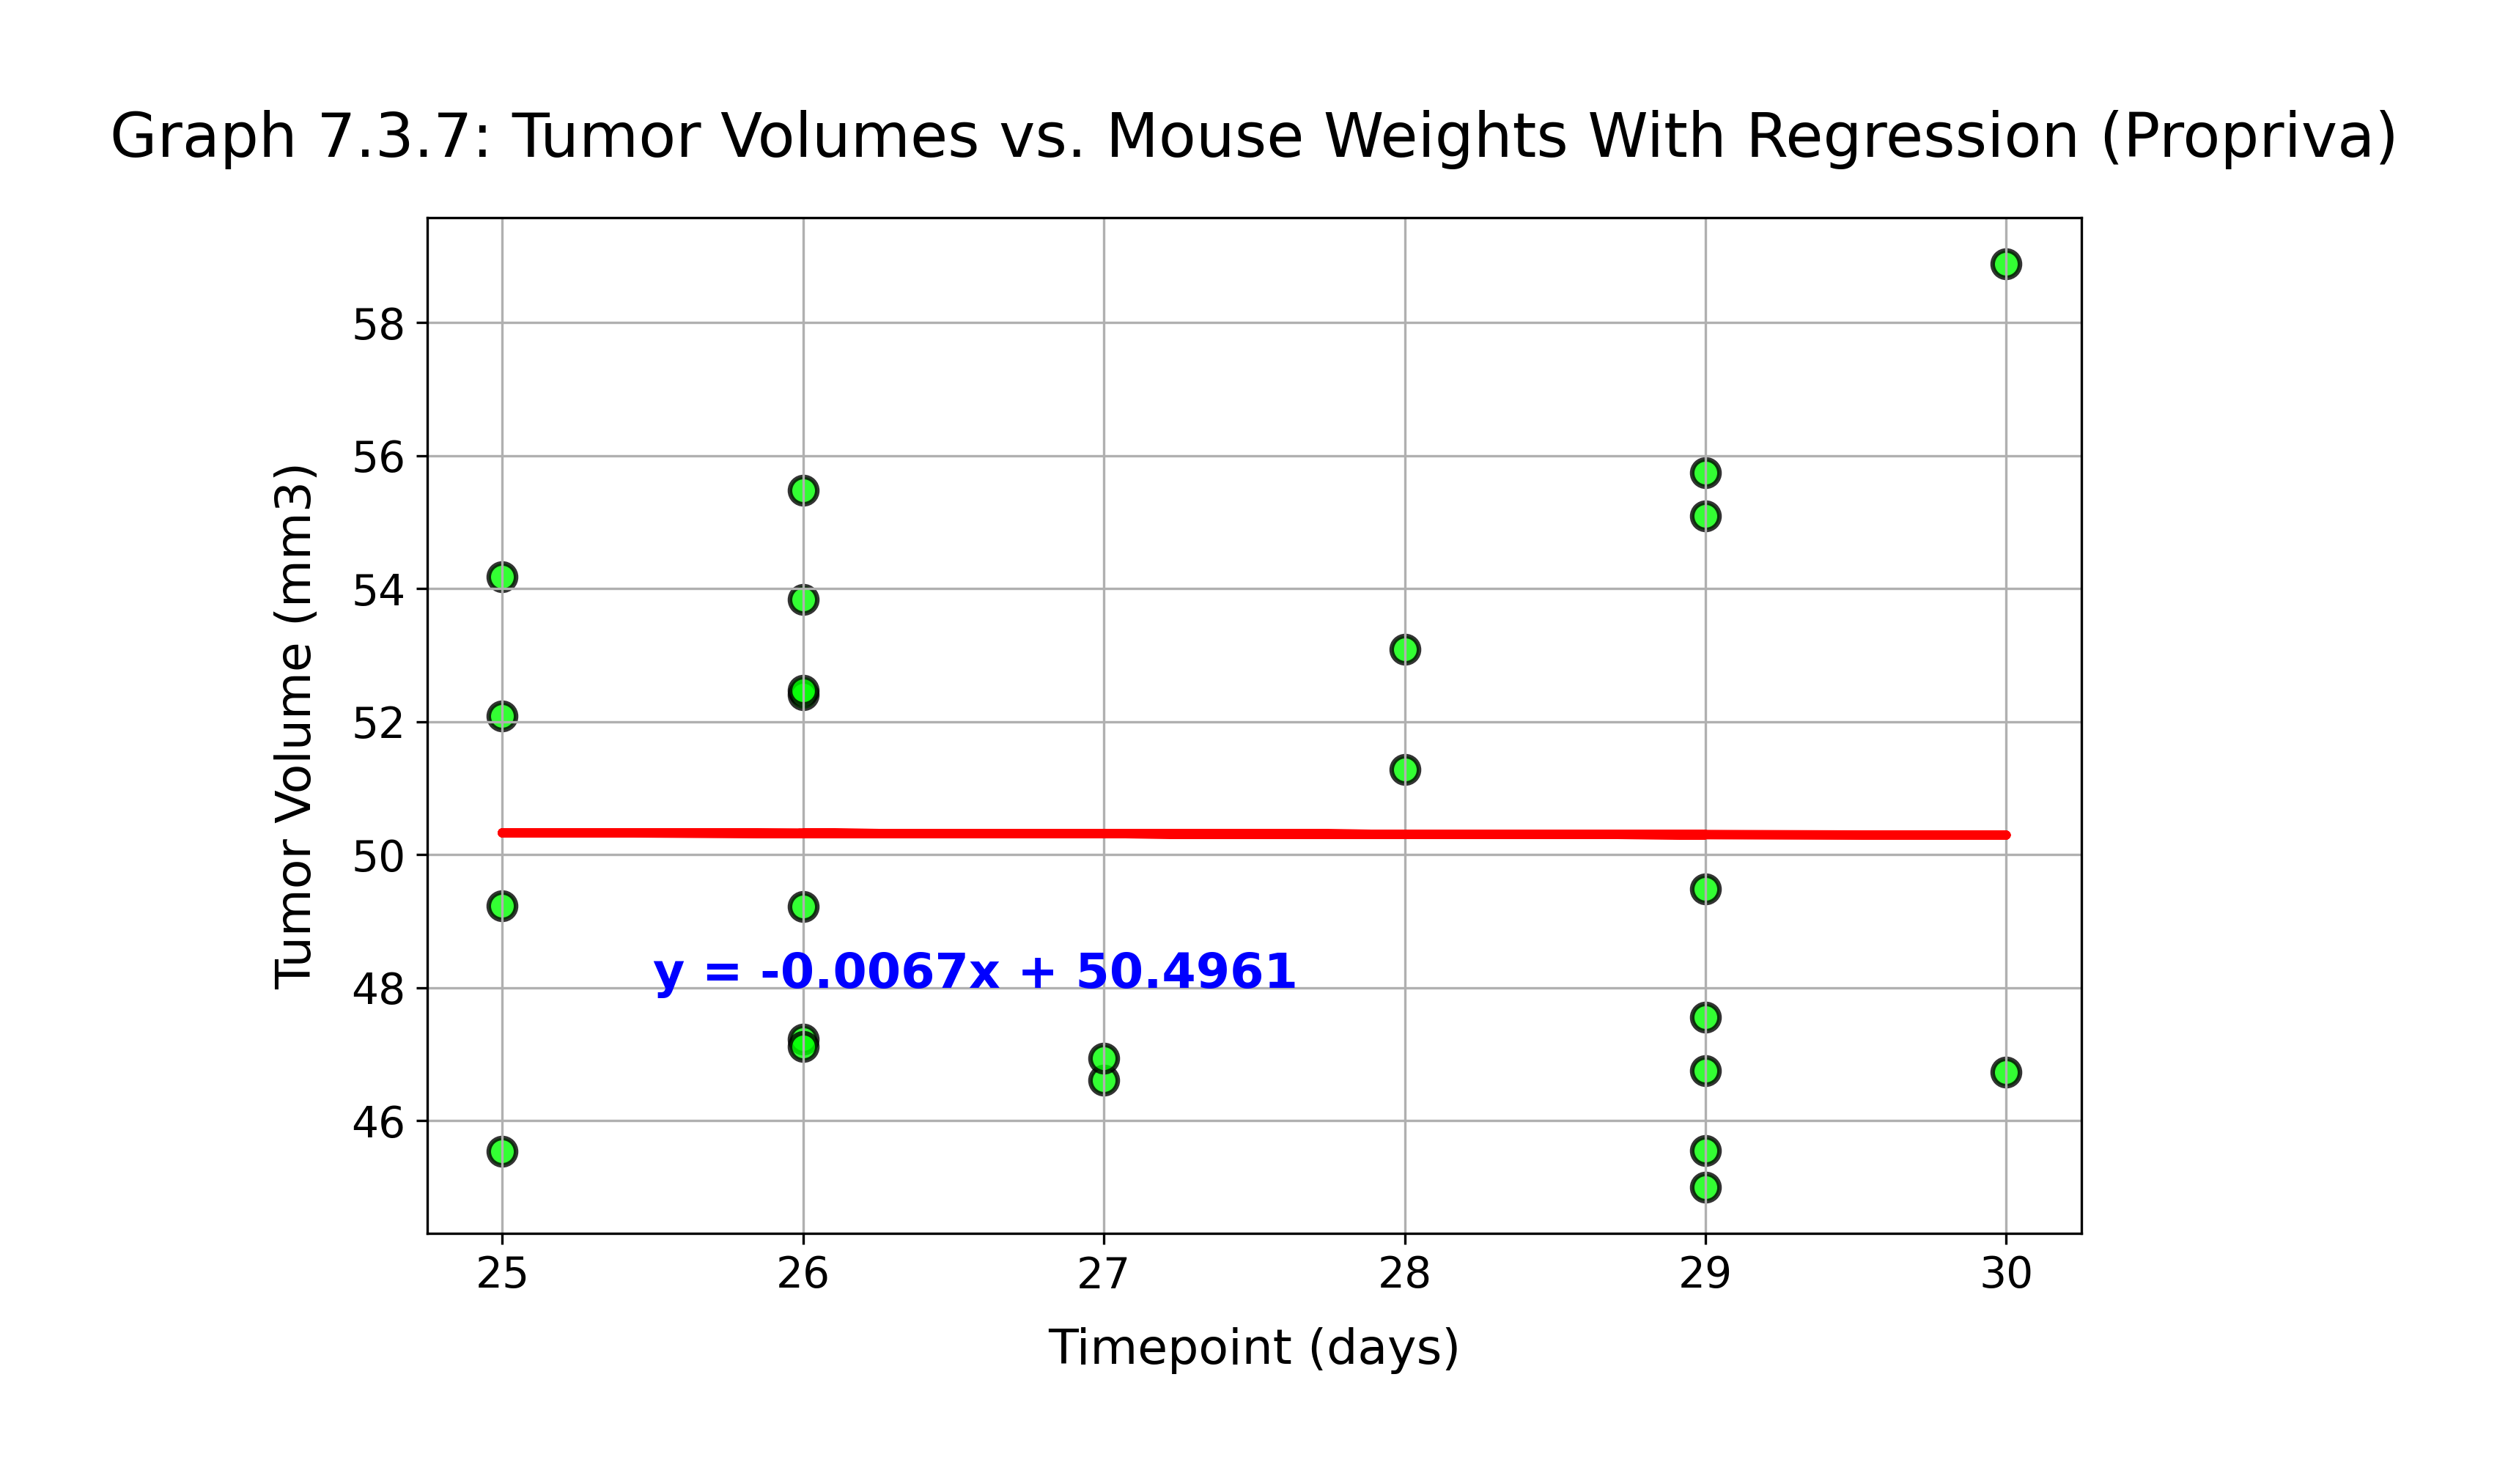 Graph 7.3.7: Tumor Volumes vs. Mouse Weights With Regression (Propriva)
Tumor Volume (mm3)
58
56
54
52
50
48
46
y = -0.0067x + 50.4961
25 26 27 28 29 30
Timepoint (days)